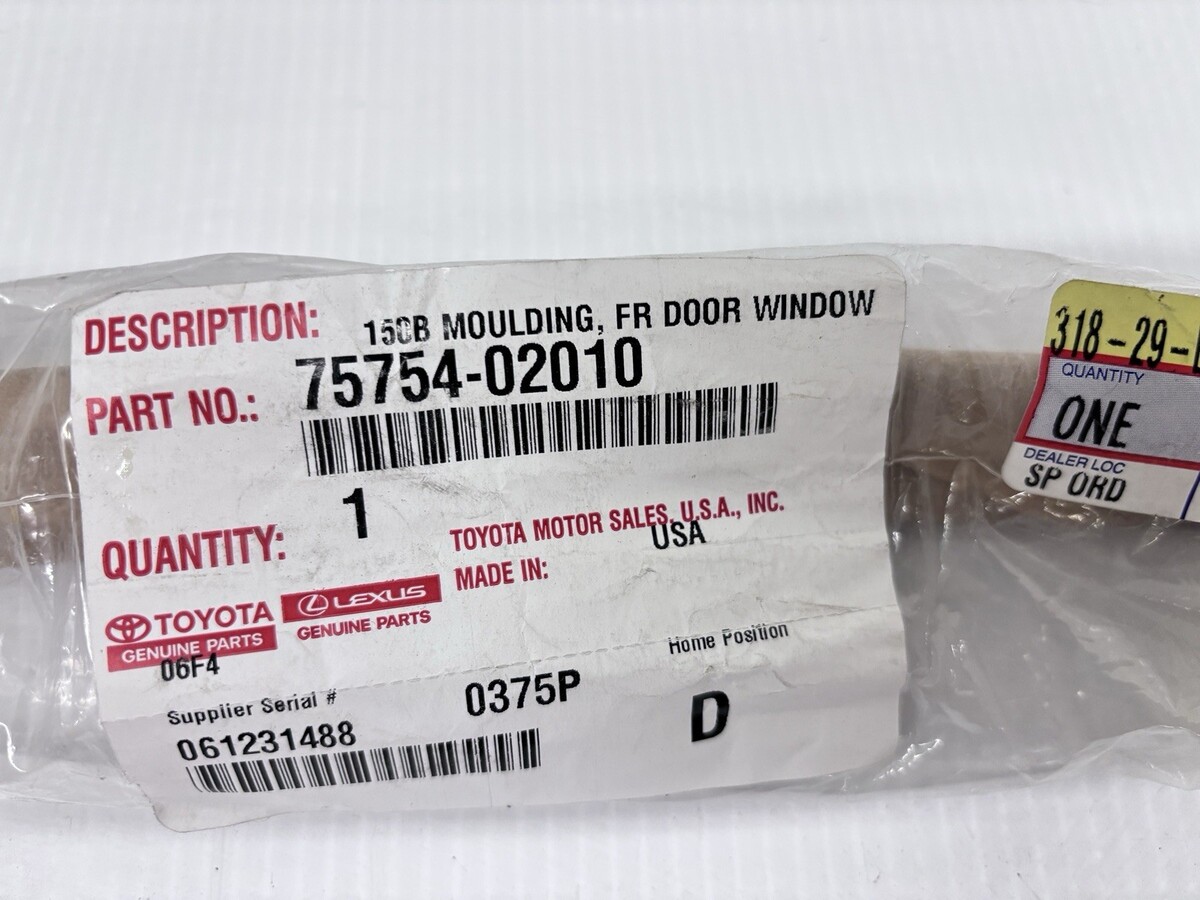 DESCRIPTION: 150B MOULDING, FR DOOR WINDOW
PART NO.: 75754-02010
QUANTITY: 1
TOYOTA MOTOR SALES, U.S.A., INC.
USA
MADE IN:
TOYOTA
GENUINE PARTS
LEXUS
GENUINE PARTS
06F4
Home Position
Supplier Serial # 0375P D
061231488
318-29-
QUANTITY
ONE
DEALER LOC
SP ORD